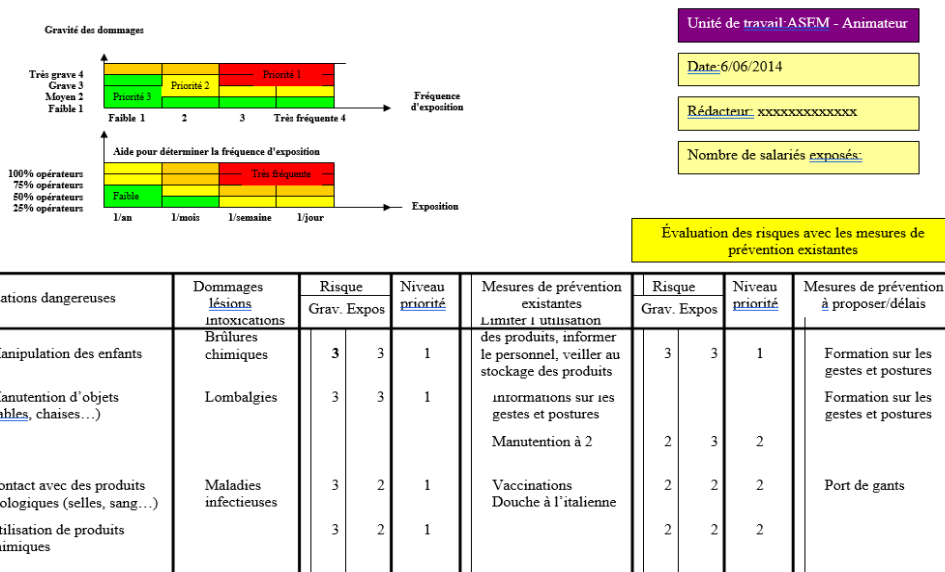 Gravité des dommages
Très grave 4
Grave 3
Moyen 2
Faible 1
Priorité 1
Priorité 2
Priorité 3
Fréquence
d'exposition
Faible 1 2 3 Très fréquente 4
Aide pour déterminer la fréquence d'exposition
100% opérateurs
75% opérateurs
50% opérateurs
25% opérateurs
Très fréquente
Faible
Exposition
1/an 1/mois 1/semaine 1/jour
Unité de travail:ASEM - Animateur
Date:6/06/2014
Rédacteur: xxxxxxxxxxxxx
Nombre de salariés exposés:
Évaluation des risques avec les mesures de
prévention existantes
ations dangereuses
Dommages
lésions
Risque
Grav. Expos
Niveau
priorité
Mesures de prévention
existantes
Risque
Grav. Expos
Niveau
priorité
Mesures de prévention
à proposer/délais
Intoxications
Brûlures
chimiques
Limiter l'utilisation
des produits, informer
le personnel, veiller au
stockage des produits
anipulation des enfants 3 3 1 3 3 1 Formation sur les
gestes et postures
anutention d'objets
ables, chaises…)
Lombalgies 3 3 1 Informations sur les
gestes et postures
Formation sur les
gestes et postures
Manutention à 2 2 3 2
ontact avec des produits
ologiques (selles, sang…)
Maladies
infectieuses
3 2 1 Vaccinations
Douche à l'italienne
2 2 2 Port de gants
tilisation de produits
imiques
3 2 1 2 2 2